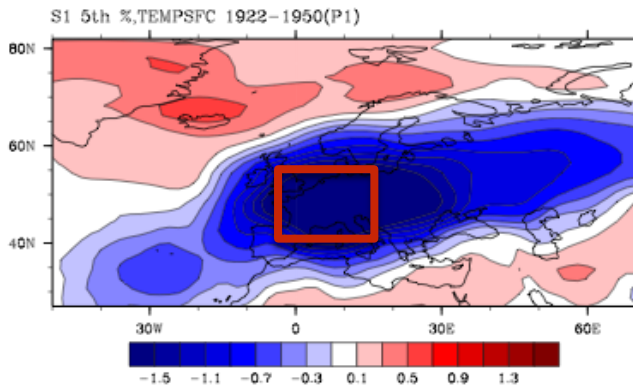 S1 5th %,TEMPSFC 1922-1950(P1)
80N
60N
40N
30W 0 30E 60E
-1.5 -1.1 -0.7 -0.3 0.1 0.5 0.9 1.3